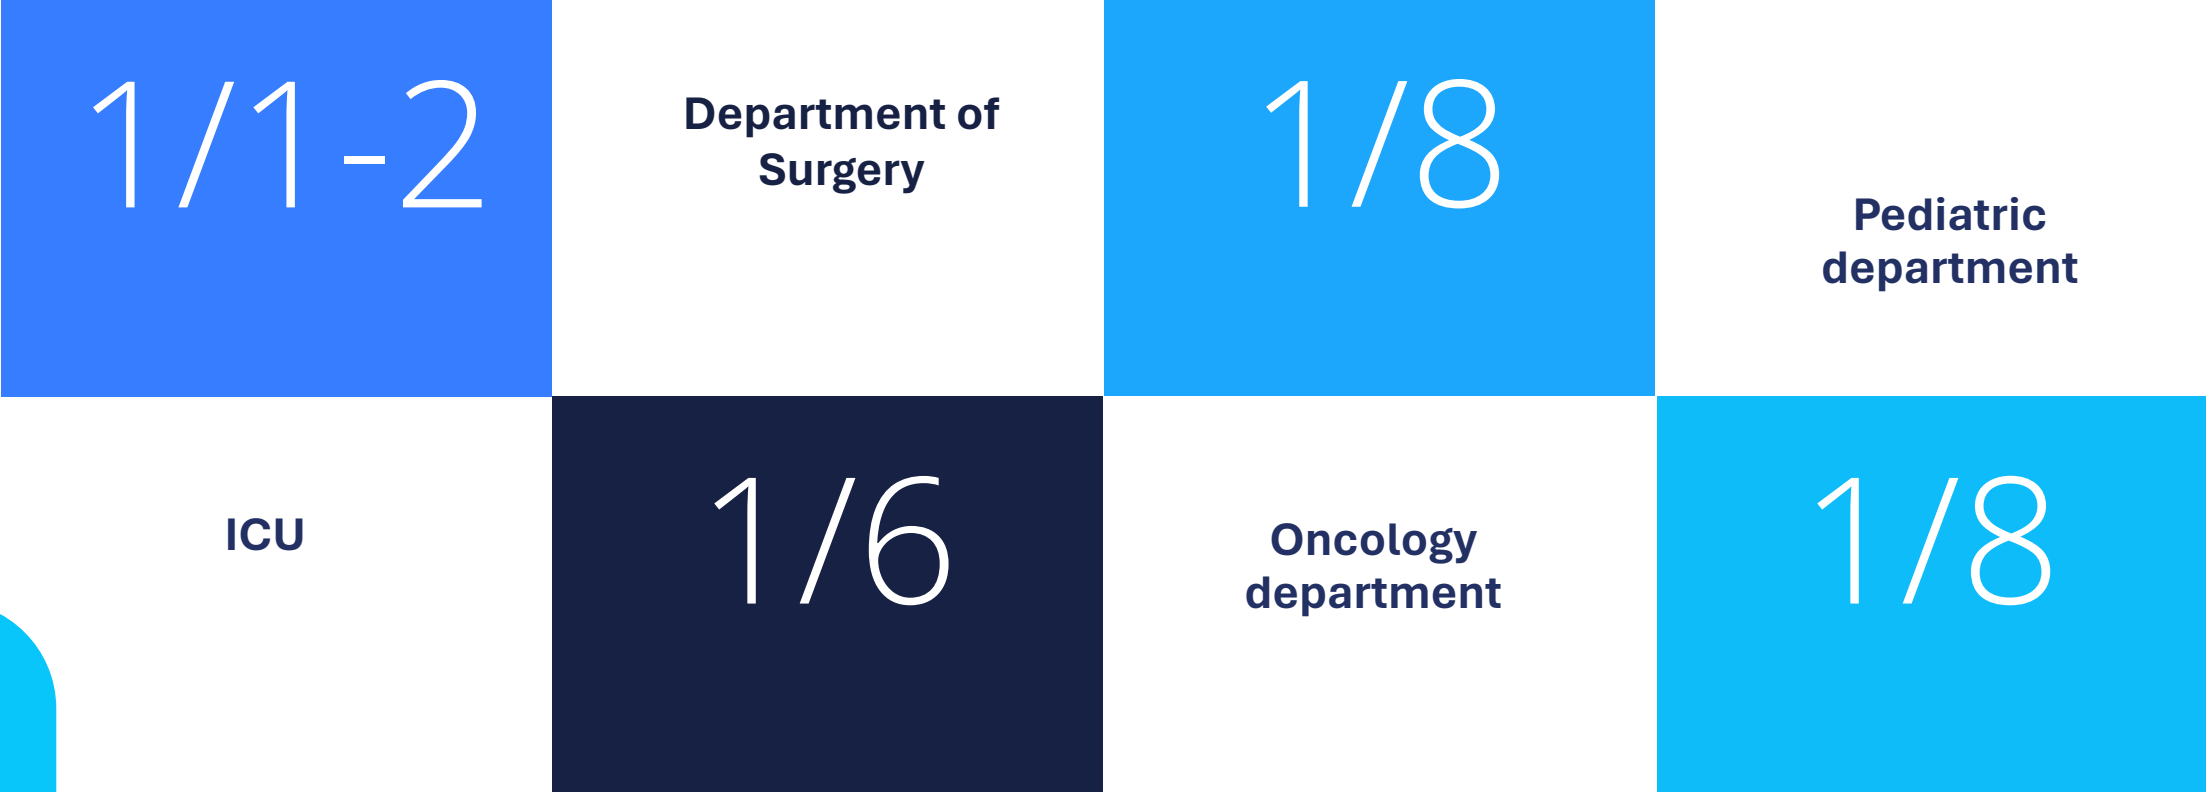 1/1-2
Department of
Surgery
1/8
Pediatric
department
ICU
1/6
Oncology
department
1/8